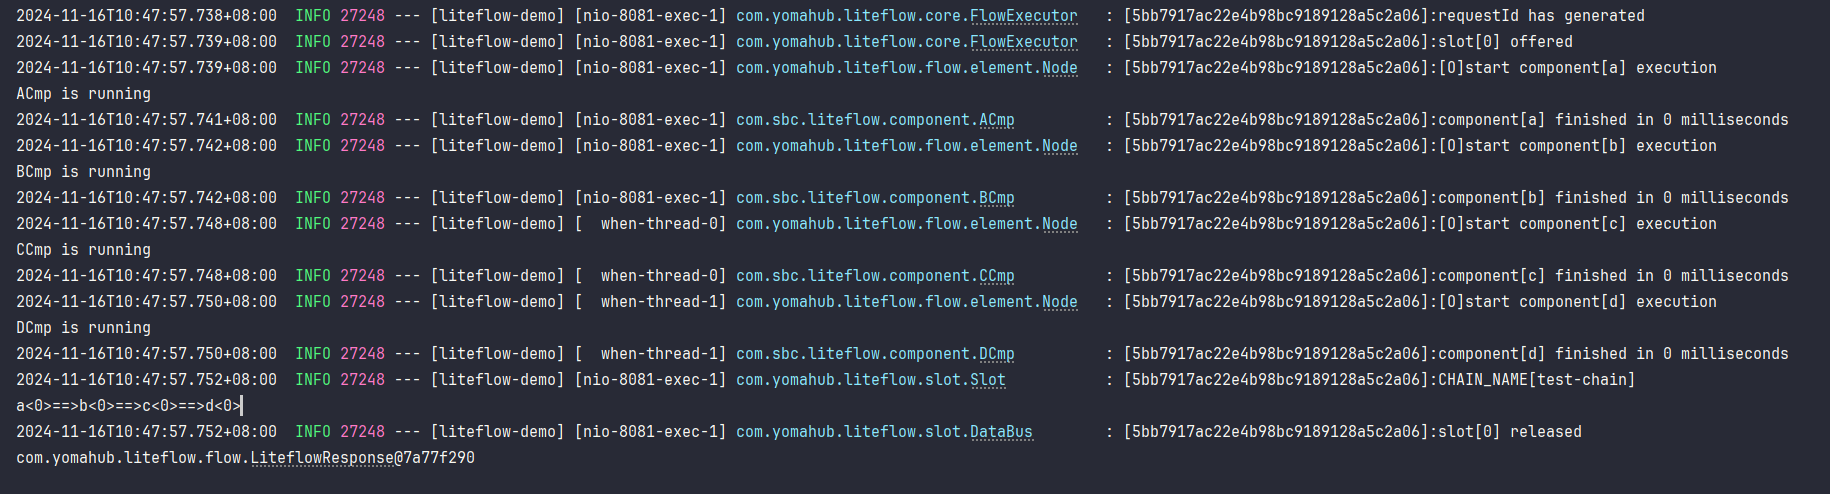 2024-11-16T10:47:57.738+08:00  INFO 27248 --- [liteflow-demo] [nio-8081-exec-1] com.yomahub.liteflow.core.FlowExecutor   : [5bb7917ac22e4b98bc9189128a5c2a06]:requestId has generated
2024-11-16T10:47:57.739+08:00  INFO 27248 --- [liteflow-demo] [nio-8081-exec-1] com.yomahub.liteflow.core.FlowExecutor   : [5bb7917ac22e4b98bc9189128a5c2a06]:slot[0] offered
2024-11-16T10:47:57.739+08:00  INFO 27248 --- [liteflow-demo] [nio-8081-exec-1] com.yomahub.liteflow.flow.element.Node   : [5bb7917ac22e4b98bc9189128a5c2a06]:[O]start component[a] execution
ACmp is running
2024-11-16T10:47:57.741+08:00  INFO 27248 --- [liteflow-demo] [nio-8081-exec-1] com.sbc.liteflow.component.ACmp          : [5bb7917ac22e4b98bc9189128a5c2a06]:component[a] finished in 0 milliseconds
2024-11-16T10:47:57.742+08:00  INFO 27248 --- [liteflow-demo] [nio-8081-exec-1] com.yomahub.liteflow.flow.element.Node   : [5bb7917ac22e4b98bc9189128a5c2a06]:[O]start component[b] execution
BCmp is running
2024-11-16T10:47:57.742+08:00  INFO 27248 --- [liteflow-demo] [nio-8081-exec-1] com.sbc.liteflow.component.BCmp          : [5bb7917ac22e4b98bc9189128a5c2a06]:component[b] finished in 0 milliseconds
2024-11-16T10:47:57.748+08:00  INFO 27248 --- [liteflow-demo] [  when-thread-0] com.yomahub.liteflow.flow.element.Node   : [5bb7917ac22e4b98bc9189128a5c2a06]:[O]start component[c] execution
CCmp is running
2024-11-16T10:47:57.748+08:00  INFO 27248 --- [liteflow-demo] [  when-thread-0] com.sbc.liteflow.component.CCmp          : [5bb7917ac22e4b98bc9189128a5c2a06]:component[c] finished in 0 milliseconds
2024-11-16T10:47:57.750+08:00  INFO 27248 --- [liteflow-demo] [  when-thread-1] com.yomahub.liteflow.flow.element.Node   : [5bb7917ac22e4b98bc9189128a5c2a06]:[O]start component[d] execution
DCmp is running
2024-11-16T10:47:57.750+08:00  INFO 27248 --- [liteflow-demo] [  when-thread-1] com.sbc.liteflow.component.DCmp          : [5bb7917ac22e4b98bc9189128a5c2a06]:component[d] finished in 0 milliseconds
2024-11-16T10:47:57.752+08:00  INFO 27248 --- [liteflow-demo] [nio-8081-exec-1] com.yomahub.liteflow.slot.Slot           : [5bb7917ac22e4b98bc9189128a5c2a06]:CHAIN_NAME[test-chain]
a<0>==>b<0>==>c<0>==>d<0>
2024-11-16T10:47:57.752+08:00  INFO 27248 --- [liteflow-demo] [nio-8081-exec-1] com.yomahub.liteflow.slot.DataBus        : [5bb7917ac22e4b98bc9189128a5c2a06]:slot[0] released
com.yomahub.liteflow.flow.LiteflowResponse@7a77f290